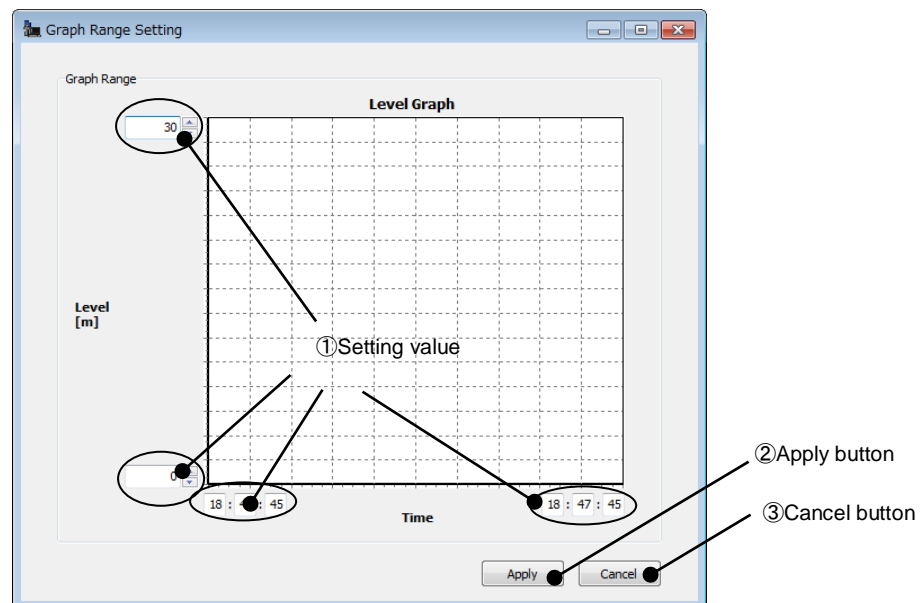 Graph Range Setting
Graph Range
Level Graph
30
Level
[m]
①Setting value
0
18 : 4 : 45
18 : 47 : 45
Time
②Apply button
③Cancel button
Apply
Cancel